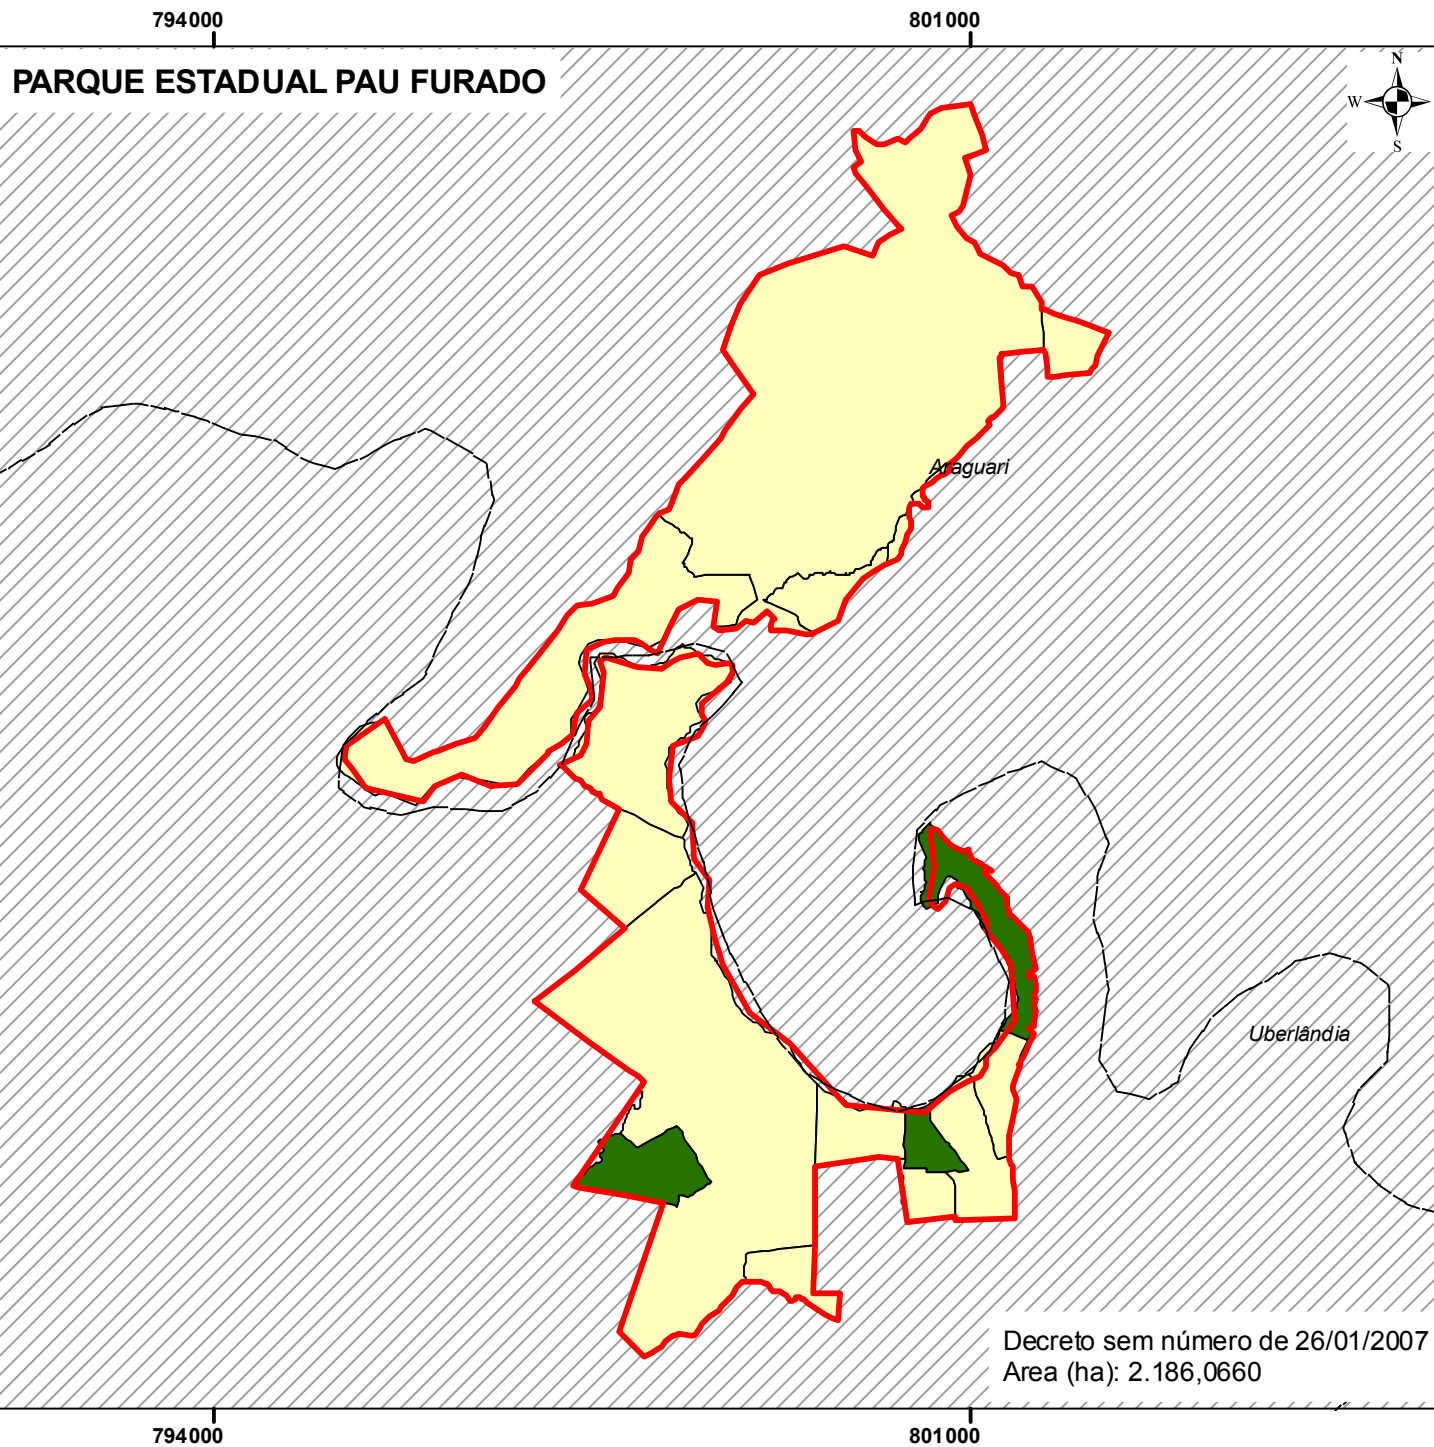 794000 801000
PARQUE ESTADUAL PAU FURADO
N
W
S
Araguari
Uberlândia
Decreto sem número de 26/01/2007
Area (ha): 2.186,0660
794000 801000